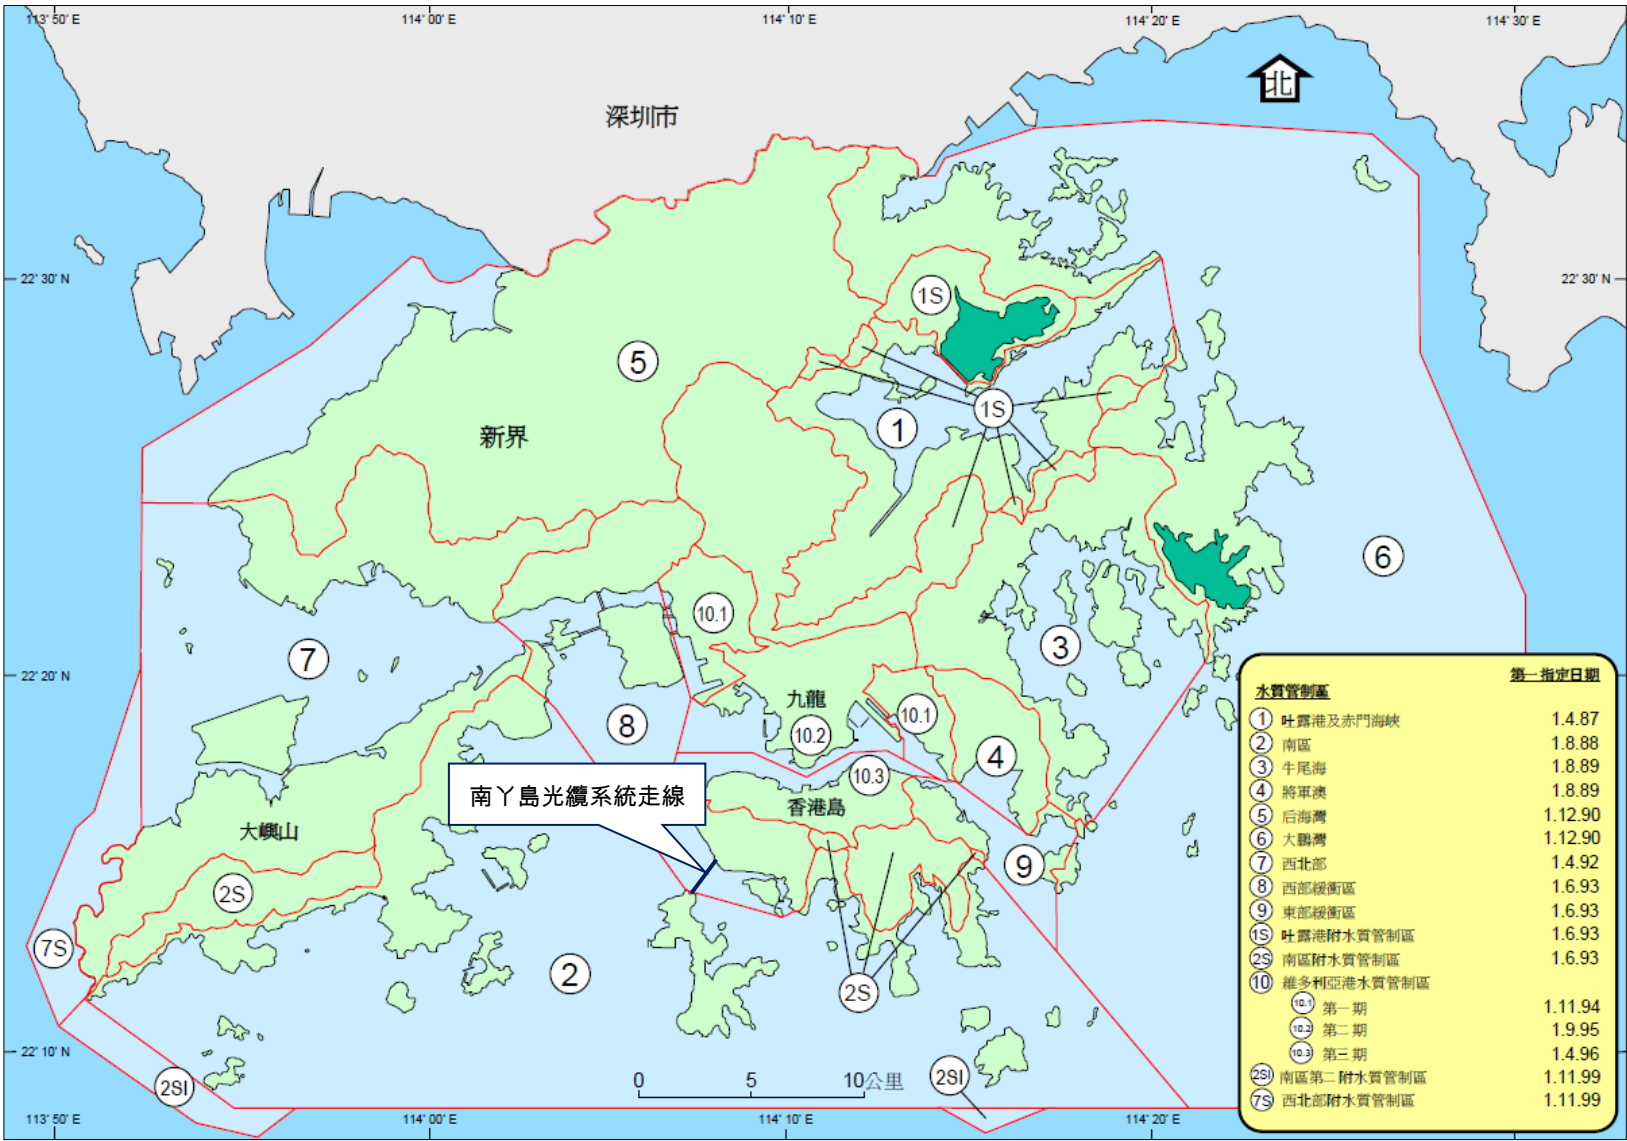 113° 50' E
114° 00' E
114° 10' E
114° 20' E
114° 30' E
北
深圳市
22° 30' N
22° 30' N
1S
5
1S
1
新界
6
10.1
3
7
22° 20' N
九龍
8
10.1
10.2
4
10.3
南丫島光纜系統走線
香港島
大嶼山
9
2S
7S
2
2S
22° 10' N
0 5 10公里
2SI
2SI
113° 50' E
114° 00' E
114° 10' E
114° 20' E
第一指定日期
水質管制區
1 吐露港及赤門海峽 1.4.87
2 南區 1.8.88
3 牛尾海 1.8.89
4 將軍澳 1.8.89
5 后海灣 1.12.90
6 大鵬灣 1.12.90
7 西北部 1.4.92
8 西部緩衝區 1.6.93
9 東部緩衝區 1.6.93
1S 吐露港附水質管制區 1.6.93
2S 南區附水質管制區 1.6.93
10 維多利亞港水質管制區
10.1 第一期 1.11.94
10.2 第二期 1.9.95
10.3 第三期 1.4.96
2SI 南區第二附水質管制區 1.11.99
7S 西北部附水質管制區 1.11.99